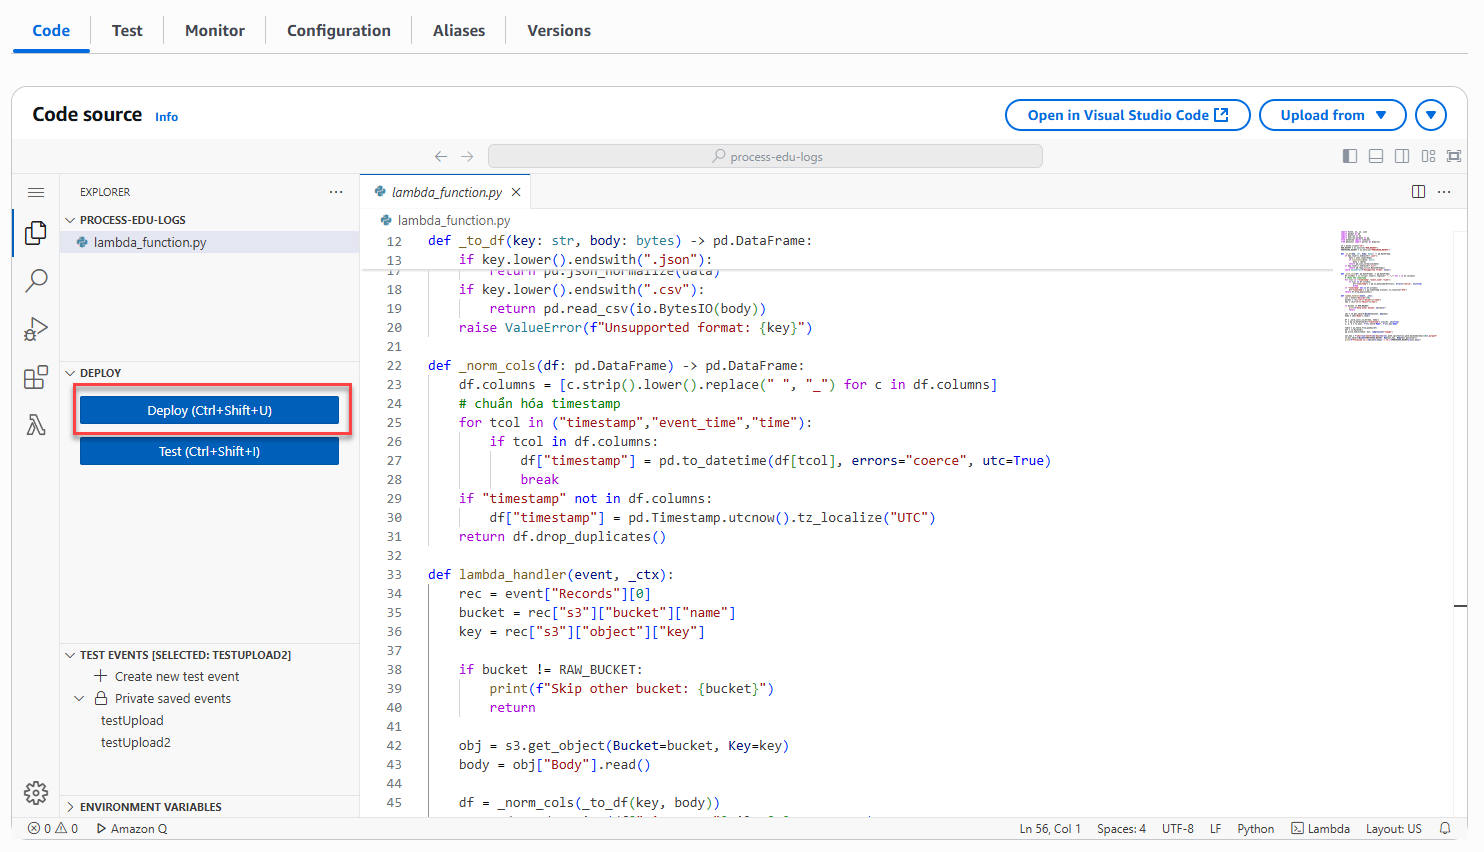 Code
Test
Monitor
Configuration
Aliases
Versions
Code source
Info
Open in Visual Studio Code
Upload from
process-edu-logs
EXPLORER
PROCESS-EDU-LOGS
lambda_function.py
DEPLOY
Deploy (Ctrl+Shift+U)
Test (Ctrl+Shift+I)
TEST EVENTS [SELECTED: TESTUPLOAD2]
Create new test event
Private saved events
testUpload
testUpload2
ENVIRONMENT VARIABLES
lambda_function.py
lambda_function.py
12 def _to_df(key: str, body: bytes) -> pd.DataFrame:
13 if key.lower().endswith(".json"):
17 return pd.json_normalize(data)
18 if key.lower().endswith(".csv"):
19 return pd.read_csv(io.BytesIO(body))
20 raise ValueError(f"Unsupported format: {key}")
21
22 def _norm_cols(df: pd.DataFrame) -> pd.DataFrame:
23 df.columns = [c.strip().lower().replace(" ", "_") for c in df.columns]
24 # chuẩn hóa timestamp
25 for tcol in ("timestamp","event_time","time"):
26 if tcol in df.columns:
27 df["timestamp"] = pd.to_datetime(df[tcol], errors="coerce", utc=True)
28 break
29 if "timestamp" not in df.columns:
30 df["timestamp"] = pd.Timestamp.utcnow().tz_localize("UTC")
31 return df.drop_duplicates()
32
33 def lambda_handler(event, _ctx):
34 rec = event["Records"][0]
35 bucket = rec["s3"]["bucket"]["name"]
36 key = rec["s3"]["object"]["key"]
37
38 if bucket != RAW_BUCKET:
39 print(f"Skip other bucket: {bucket}")
40 return
41
42 obj = s3.get_object(Bucket=bucket, Key=key)
43 body = obj["Body"].read()
44
45 df = _norm_cols(_to_df(key, body))
0 0
Amazon Q
Ln 56, Col 1
Spaces: 4
UTF-8
LF
Python
Lambda
Layout: US